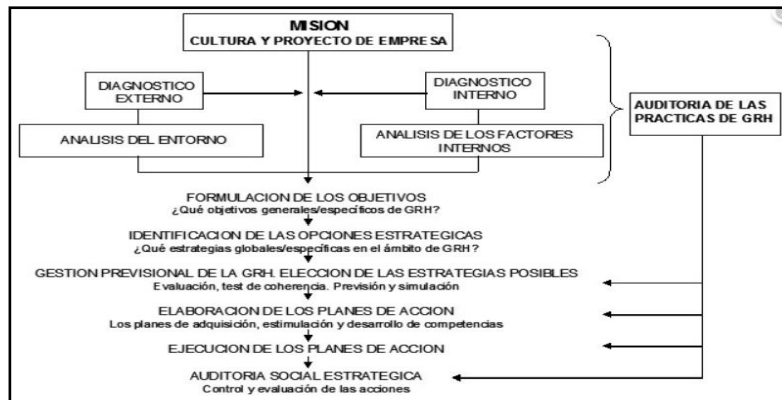 MISION
CULTURA Y PROYECTO DE EMPRESA
DIAGNOSTICO
EXTERNO
DIAGNOSTICO
INTERNO
AUDITORIA DE LAS
PRACTICAS DE GRH
ANALISIS DEL ENTORNO
ANALISIS DE LOS FACTORES
INTERNOS
FORMULACION DE LOS OBJETIVOS
¿Qué objetivos generales/específicos de GRH?
IDENTIFICACION DE LAS OPCIONES ESTRATEGICAS
¿Qué estrategias globales/específicas en el ámbito de GRH?
GESTION PREVISIONAL DE LA GRH. ELECCION DE LAS ESTRATEGIAS POSIBLES
Evaluación, test de coherencia. Previsión y simulación
ELABORACION DE LOS PLANES DE ACCION
Los planes de adquisición, estimulación y desarrollo de competencias
EJECUCION DE LOS PLANES DE ACCION
AUDITORIA SOCIAL ESTRATEGICA
Control y evaluación de las acciones